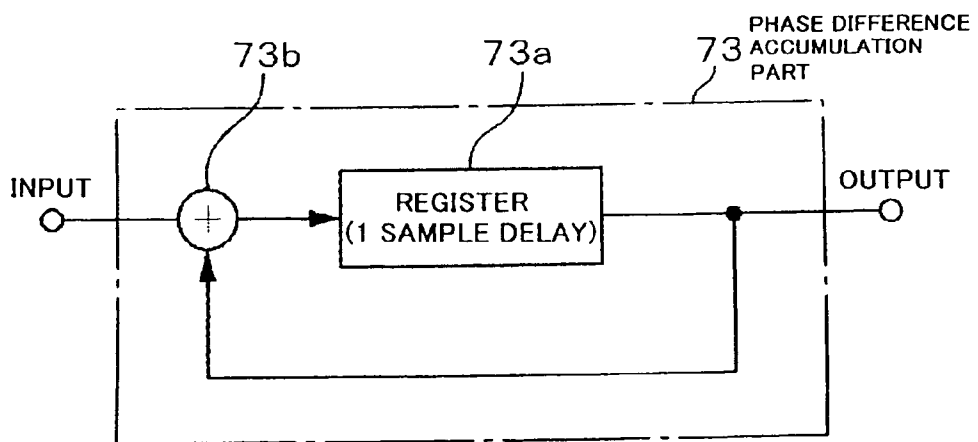 PHASE DIFFERENCE
73 ACCUMULATION
PART
73b
73a
INPUT
+
REGISTER
(1 SAMPLE DELAY)
OUTPUT